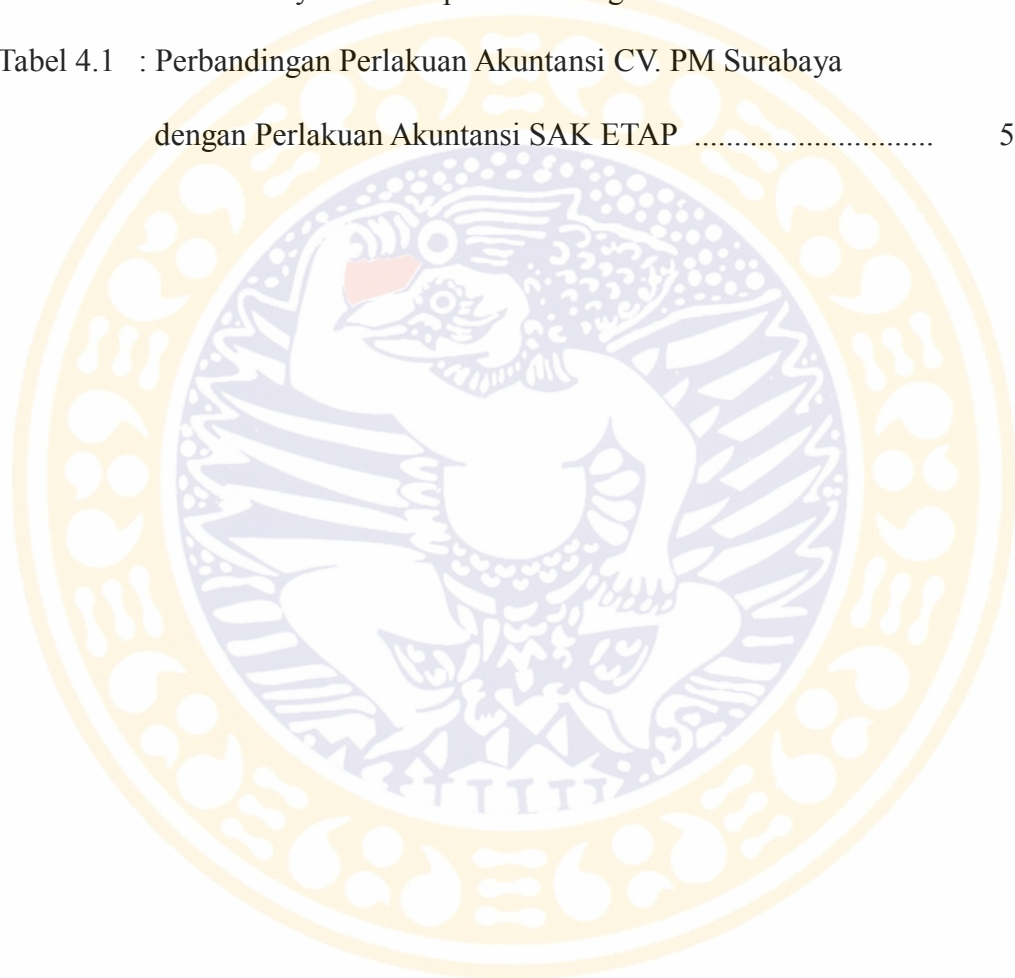 Tabel 4.1 : Perbandingan Perlakuan Akuntansi CV. PM Surabaya
dengan Perlakuan Akuntansi SAK ETAP .............................. 5